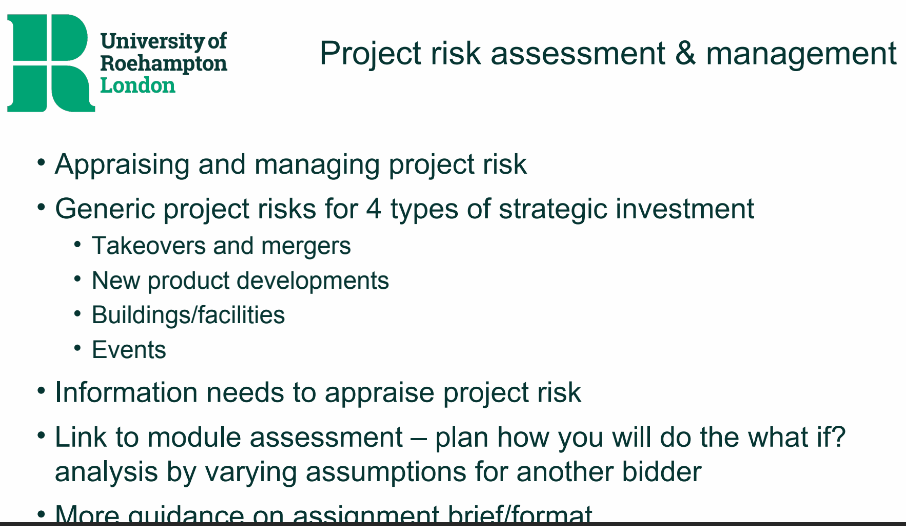 University of
Roehampton
London
Project risk assessment & management
• Appraising and managing project risk
• Generic project risks for 4 types of strategic investment
• Takeovers and mergers
• New product developments
• Buildings/facilities
• Events
• Information needs to appraise project risk
• Link to module assessment – plan how you will do the what if?
analysis by varying assumptions for another bidder
• More guidance on assignment brief/format